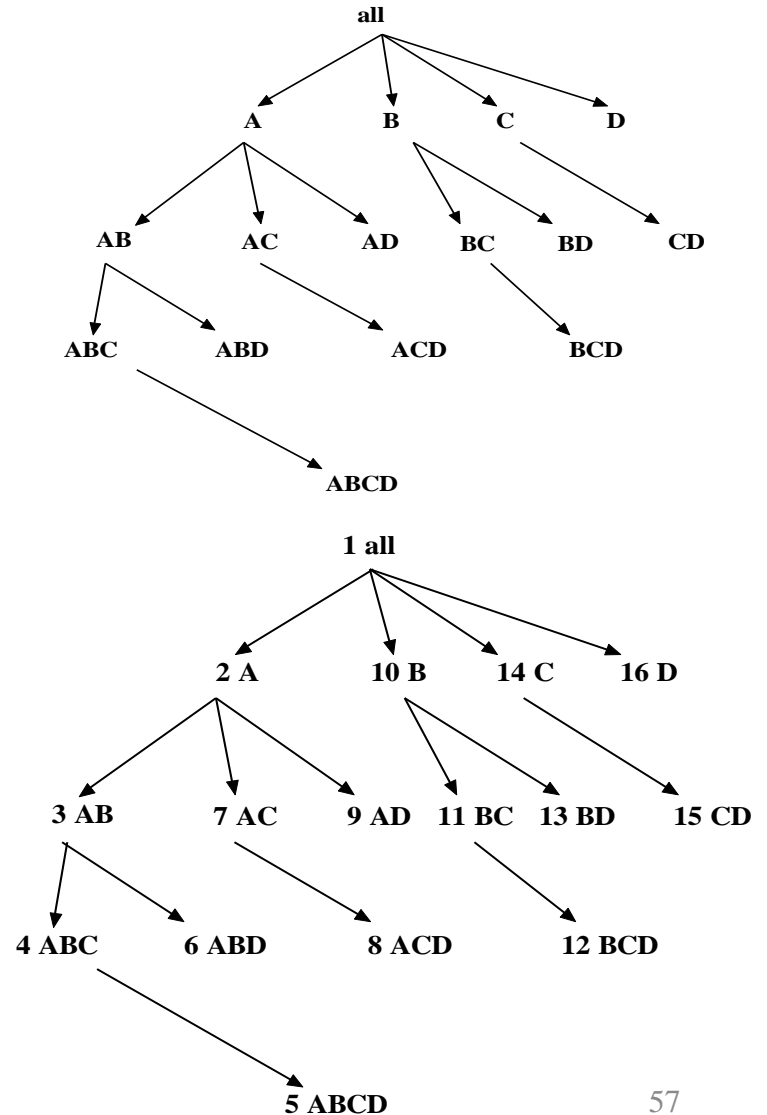 all
A B C D
AB AC AD BC BD CD
ABC ABD ACD BCD
ABCD
1 all
2 A 10 B 14 C 16 D
3 AB 7 AC 9 AD 11 BC 13 BD 15 CD
4 ABC 6 ABD 8 ACD 12 BCD
5 ABCD
57